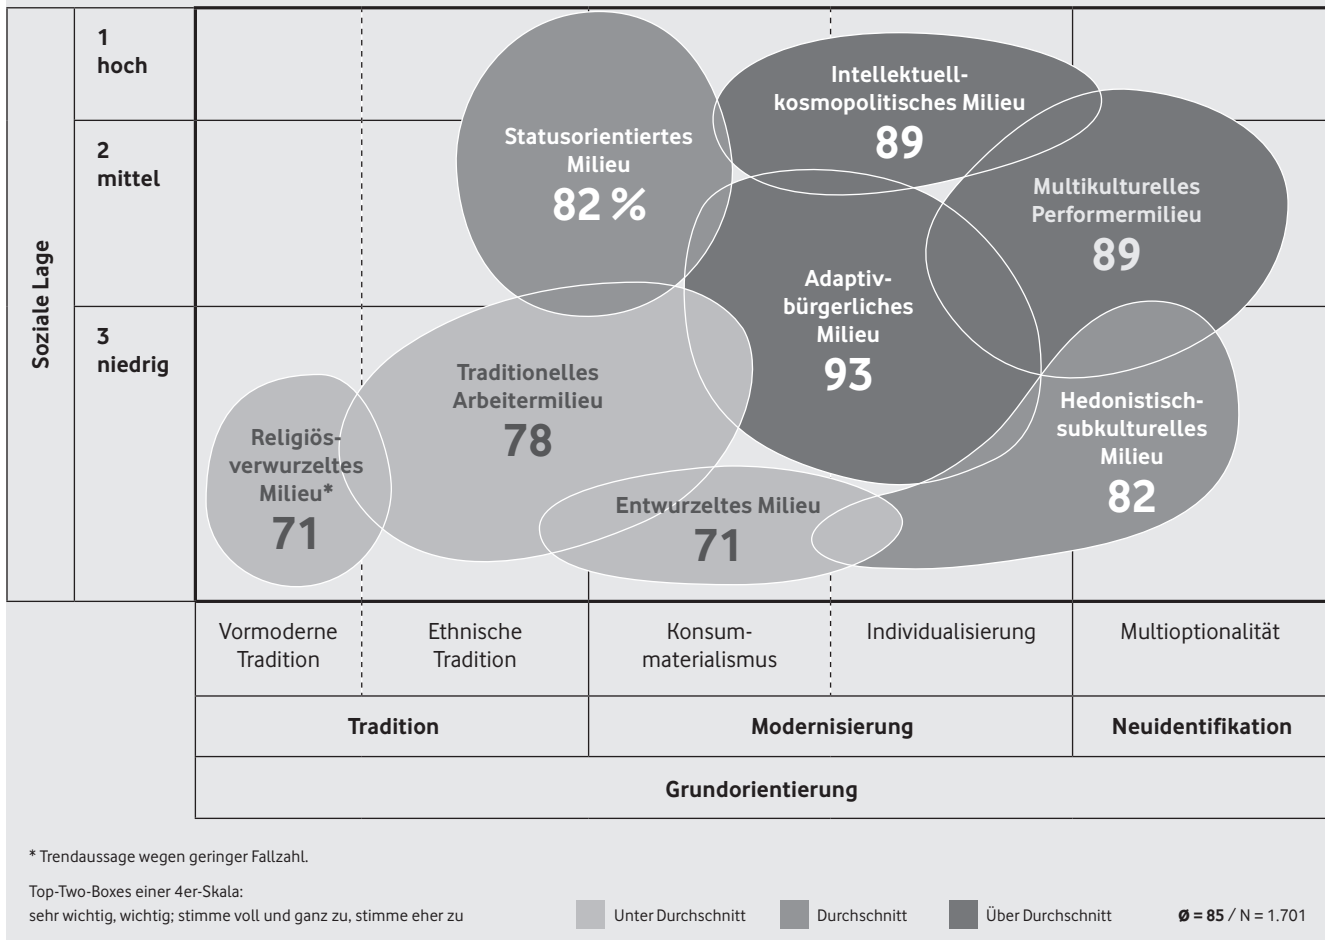 1
hoch
2
mittel
3
niedrig
Soziale Lage
Statusorientiertes
Milieu
82 %
Intellektuell-
kosmopolitisches Milieu
89
Multikulturelles
Performermilieu
89
Adaptiv-
bürgerliches
Milieu
93
Traditionelles
Arbeitermilieu
78
Religiös-
verwurzeltes
Milieu*
71
Entwurzeltes Milieu
71
Hedonistisch-
subkulturelles
Milieu
82
Vormoderne
Tradition
Ethnische
Tradition
Konsum-
materialismus
Individualisierung
Multioptionalität
Tradition
Modernisierung
Neuidentifikation
Grundorientierung
* Trendaussage wegen geringer Fallzahl.
Top-Two-Boxes einer 4er-Skala:
sehr wichtig, wichtig; stimme voll und ganz zu, stimme eher zu
Unter Durchschnitt
Durchschnitt
Über Durchschnitt
Ø = 85 / N = 1.701